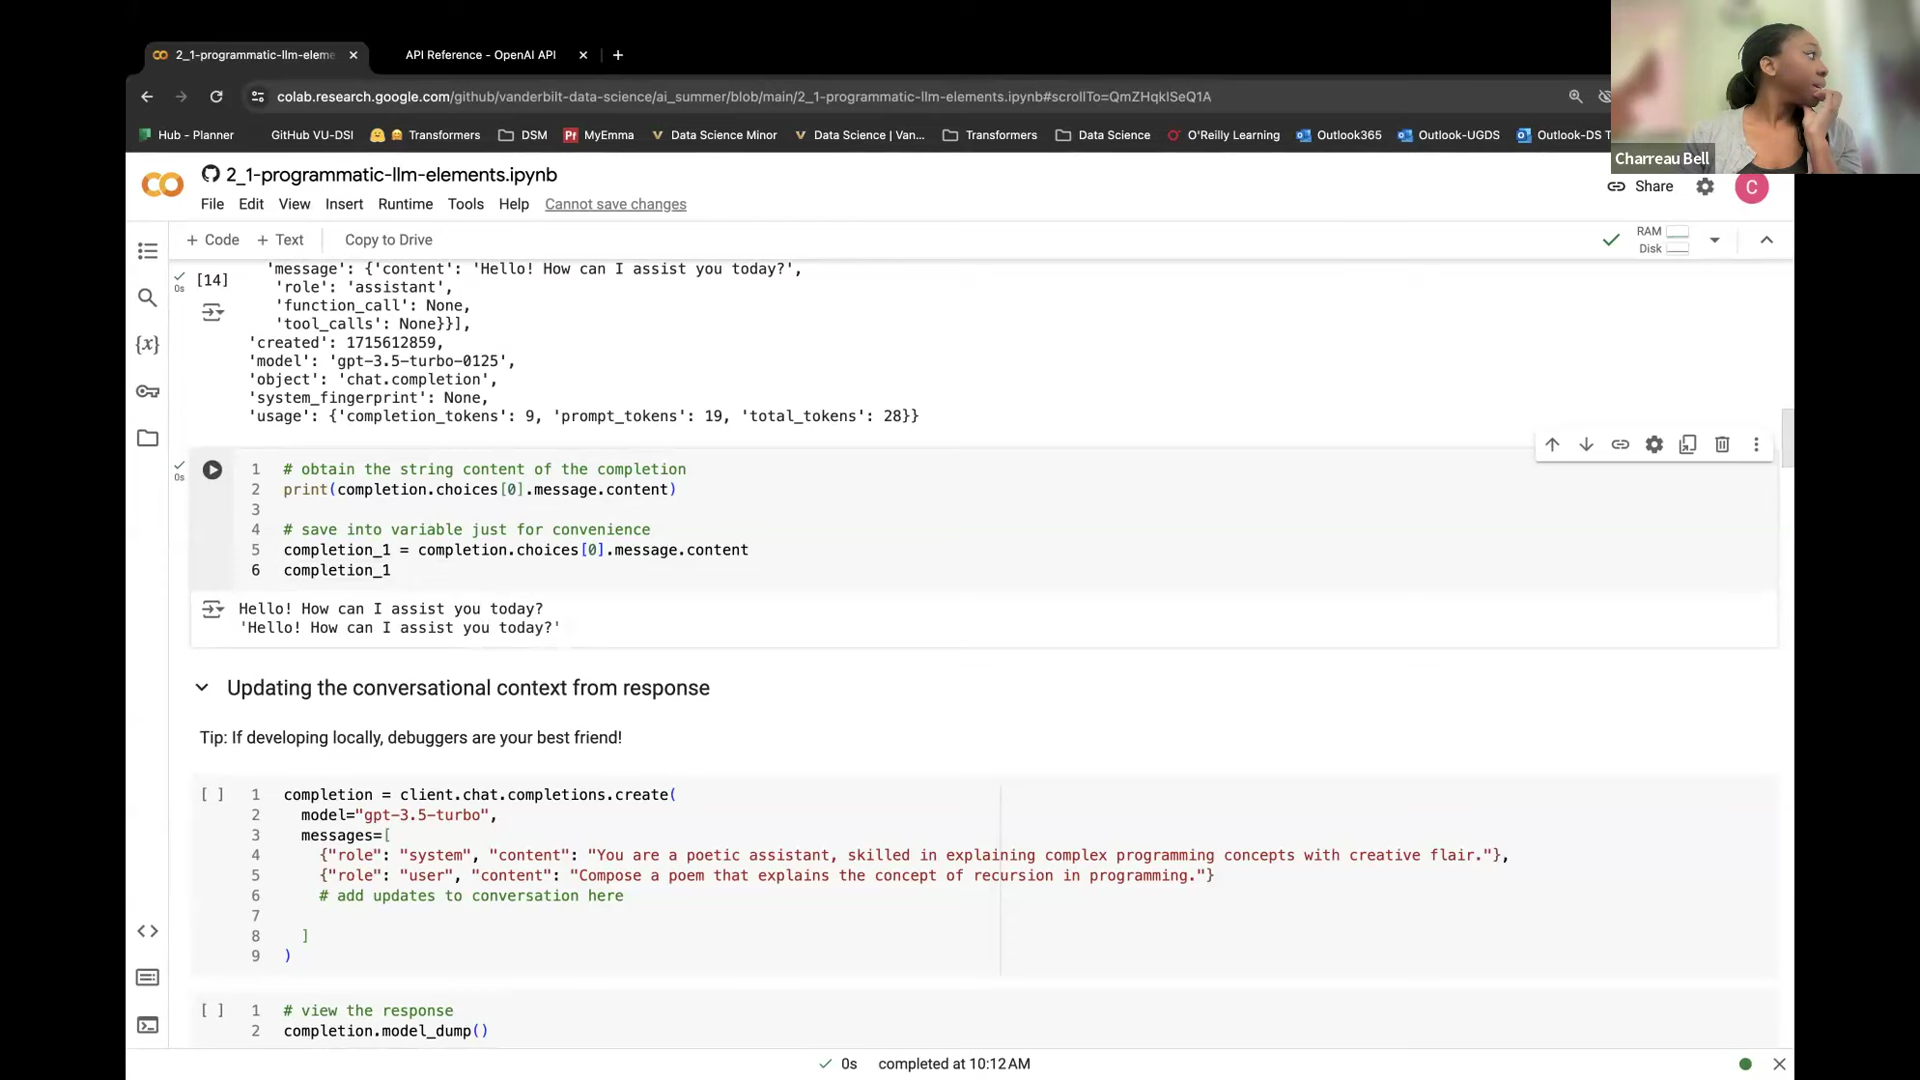 2_1-programmatic-llm-eleme
API Reference - OpenAI API
colab.research.google.com/github/vanderbilt-data-science/ai_summer/blob/main/2_1-programmatic-llm-elements.ipynb#scrollTo=QmZHqkISeQ1A
Hub - Planner
GitHub VU-DSI
Transformers
DSM
MyEmma
Data Science Minor
Data Science | Van...
Transformers
Data Science
O'Reilly Learning
Outlook365
Outlook-UGDS
Outlook-DS T
Charreau Bell
2_1-programmatic-llm-elements.ipynb
File Edit View Insert Runtime Tools Help Cannot save changes
Share
C
+ Code + Text Copy to Drive
RAM
Disk
[14]
0s
'message': {'content': 'Hello! How can I assist you today?',
'role': 'assistant',
'function_call': None,
'tool_calls': None}}],
'created': 1715612859,
'model': 'gpt-3.5-turbo-0125',
'object': 'chat.completion',
'system_fingerprint': None,
'usage': {'completion_tokens': 9, 'prompt_tokens': 19, 'total_tokens': 28}}
0s
1 # obtain the string content of the completion
2 print(completion.choices[0].message.content)
3
4 # save into variable just for convenience
5 completion_1 = completion.choices[0].message.content
6 completion_1
Hello! How can I assist you today?
'Hello! How can I assist you today?'
Updating the conversational context from response
Tip: If developing locally, debuggers are your best friend!
[ ] 1 completion = client.chat.completions.create(
2 model="gpt-3.5-turbo",
3 messages=[
4 {"role": "system", "content": "You are a poetic assistant, skilled in explaining complex programming concepts with creative flair."},
5 {"role": "user", "content": "Compose a poem that explains the concept of recursion in programming."}
6 # add updates to conversation here
7
8 ]
9 )
[ ] 1 # view the response
2 completion.model_dump()
0s completed at 10:12 AM